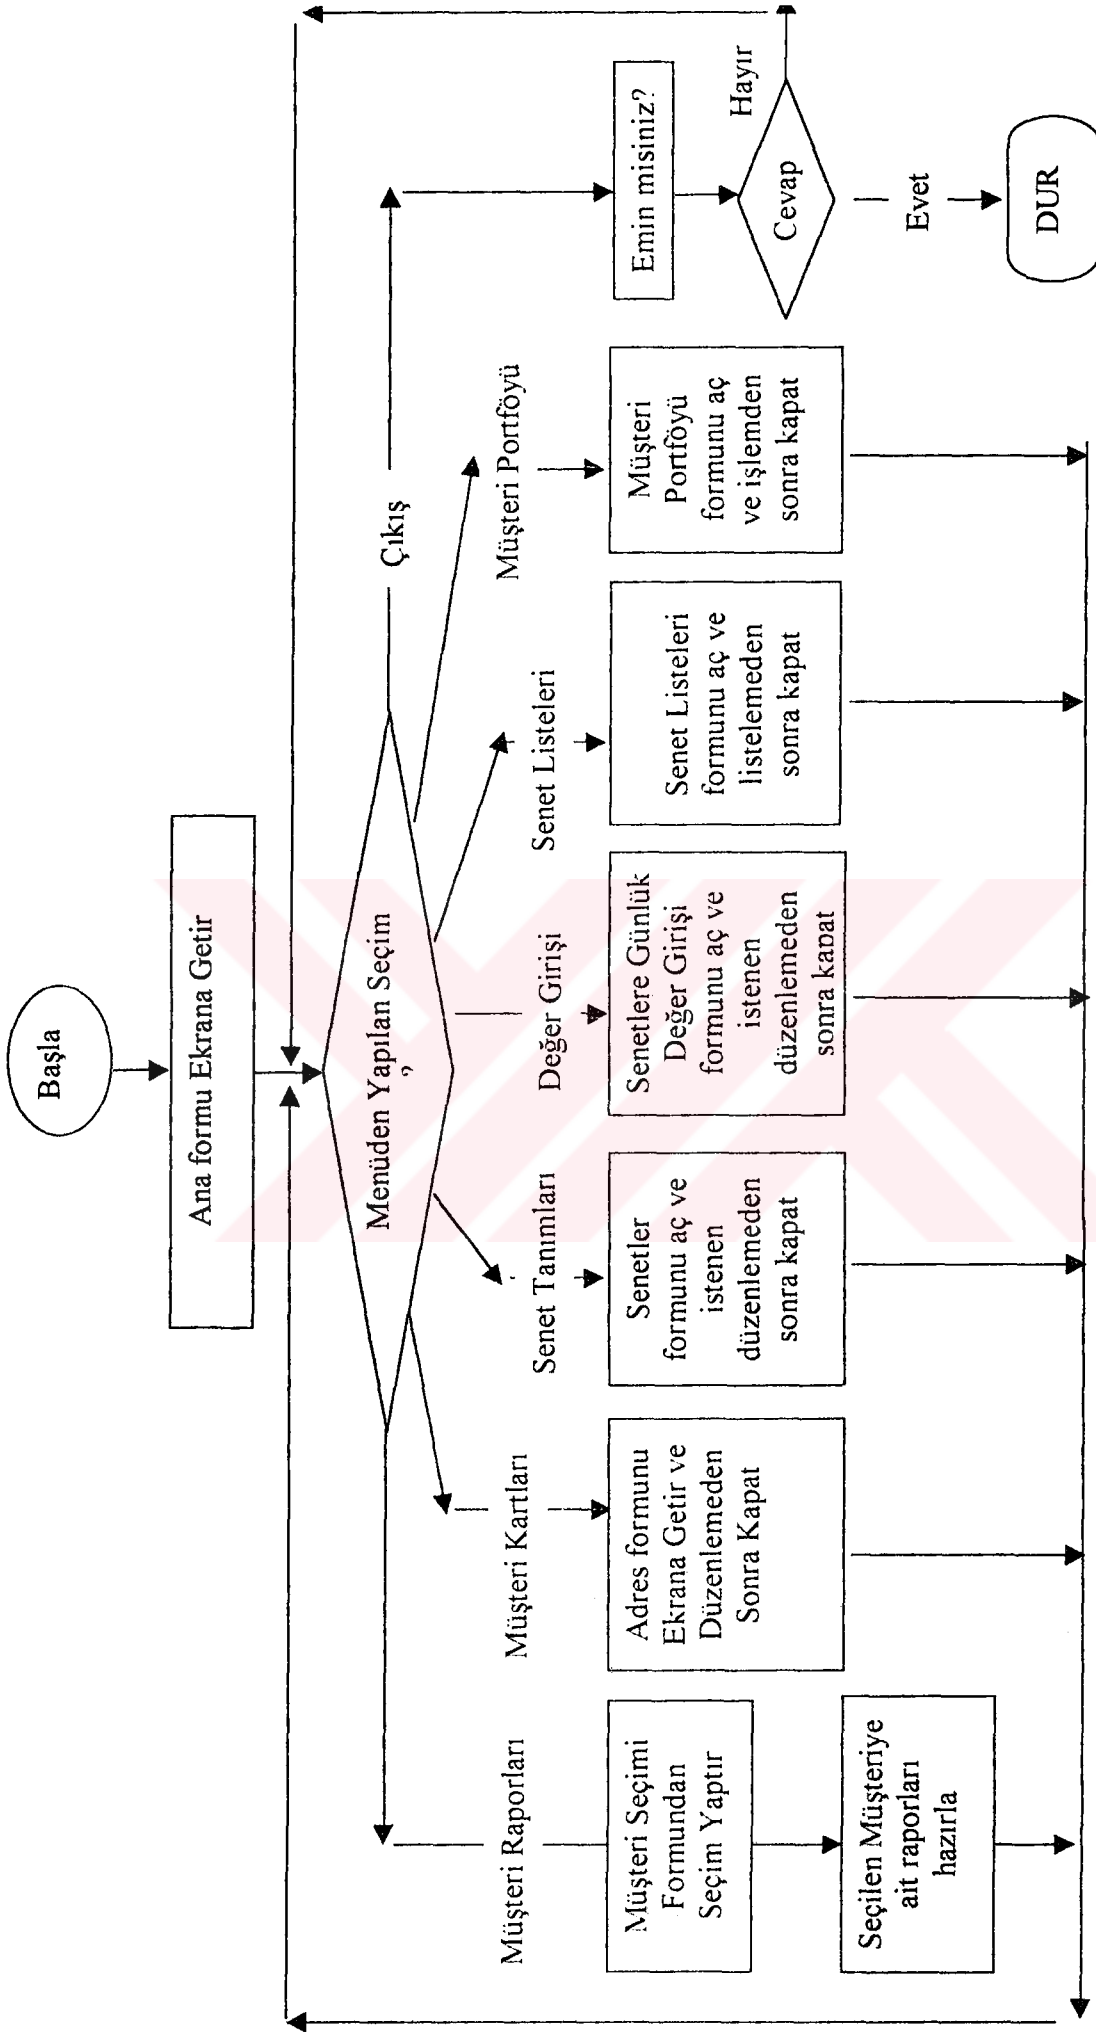 Başla
Ana formu Ekrana Getir
Menüden Yapılan Seçim
?
Müşteri Raporları
Müşteri Kartları
Senet Tanımları
Değer Girişi
Senet Listeleri
Müşteri Portföyü
Çıkış
Müşteri Seçimi
Formundan
Seçim Yaptır
Seçilen Müşteriye
ait raporları
hazırla
Adres formunu
Ekrana Getir ve
Düzenlemeden
Sonra Kapat
Senetler
formunu aç ve
istenen
düzenlemeden
sonra kapat
Senetlere Günlük
Değer Girişi
formunu aç ve
istenen
düzenlemeden
sonra kapat
Senet Listeleri
formunu aç ve
listelemeden
sonra kapat
Müşteri
Portföyü
formunu aç
ve işlemden
sonra kapat
Emin misiniz?
Cevap
Hayır
Evet
DUR